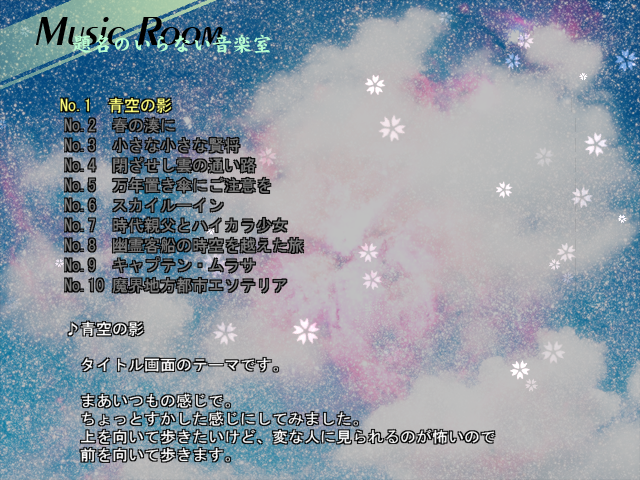 Music Room
題名のいらない音楽室
No.1 青空の影
No.2 春の湊に
No.3 小さな小さな賢将
No.4 閉ざせし雲の通い路
No.5 万年置き傘にご注意を
No.6 スカイルーイン
No.7 時代親父とハイカラ少女
No.8 幽霊客船の時空を越えた旅
No.9 キャプテン・ムラサ
No.10 魔界地方都市エソテリア
♪青空の影
タイトル画面のテーマです。
まあいつもの感じで。
ちょっとすかした感じにしてみました。
上を向いて歩きたいけど、変な人に見られるのが怖いので
前を向いて歩きます。